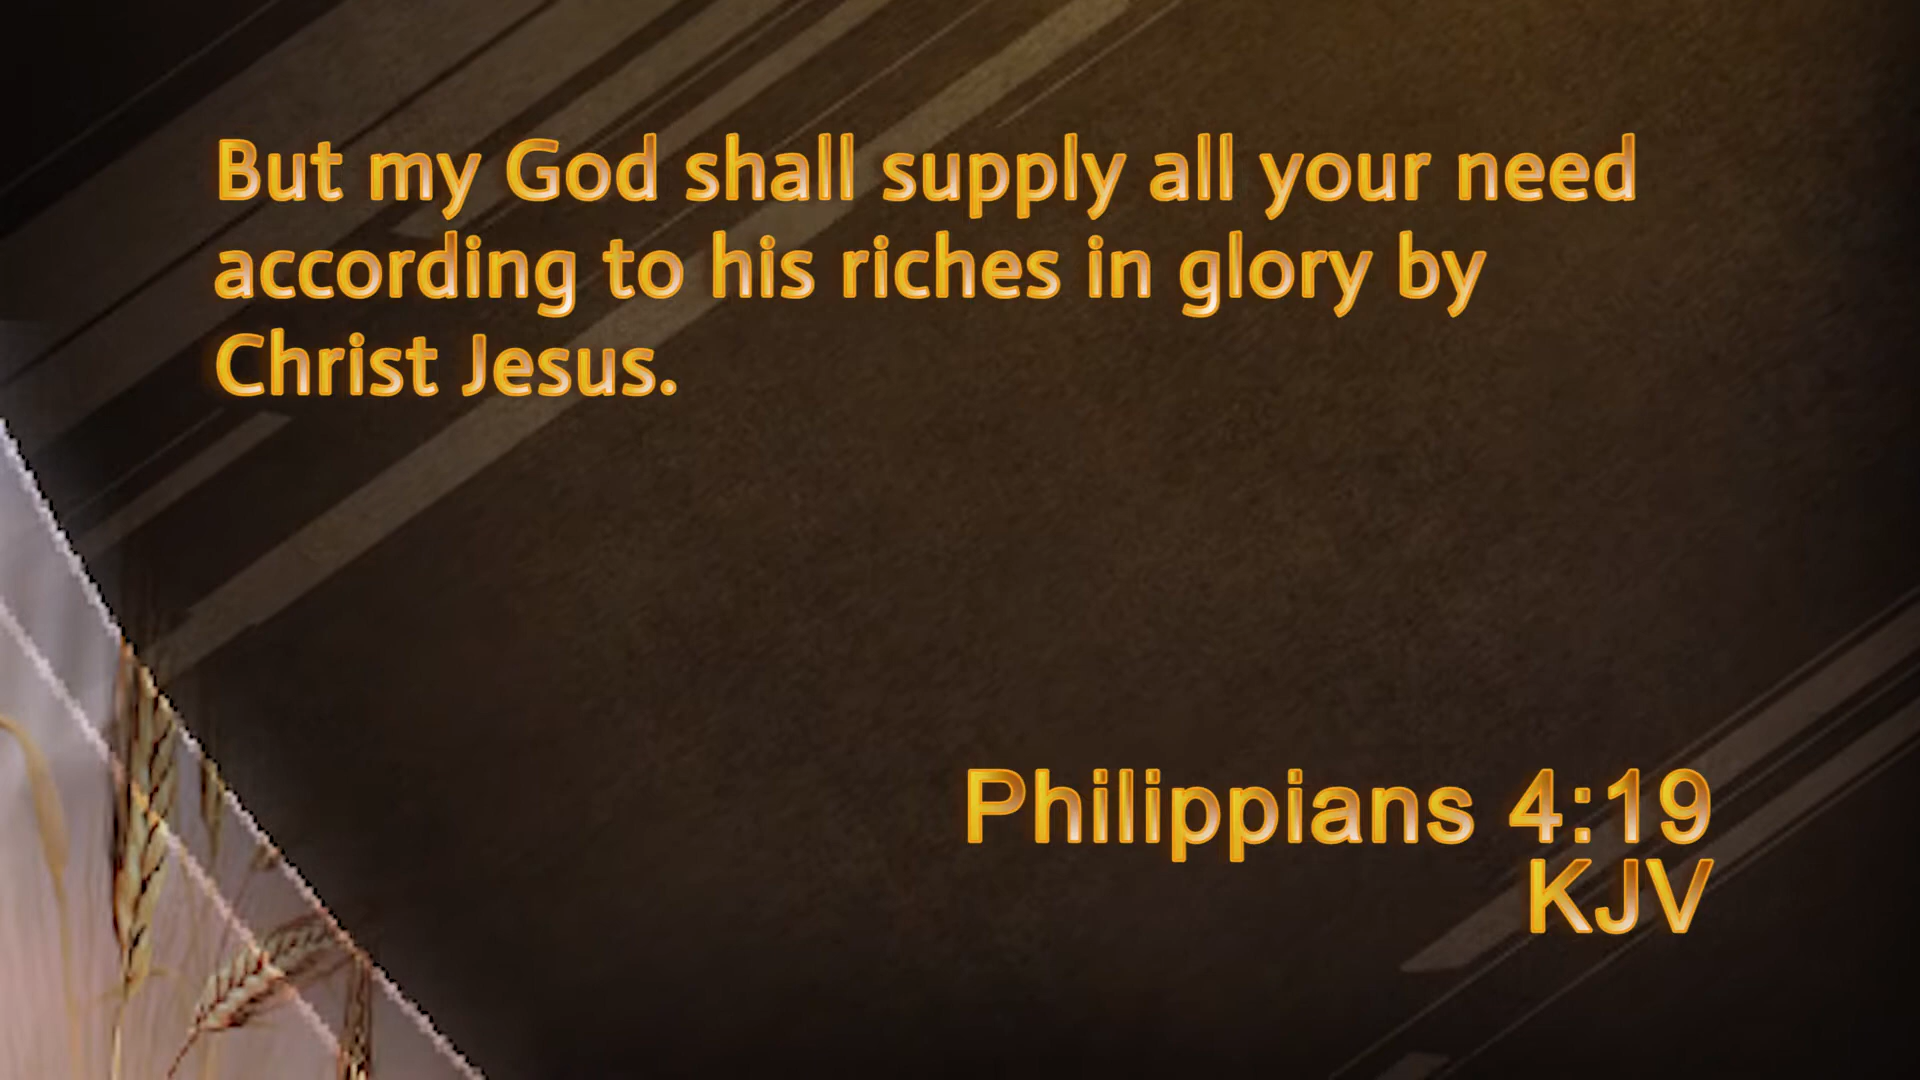 But my God shall supply all your need
according to his riches in glory by
Christ Jesus.
Philippians 4:19
KJV